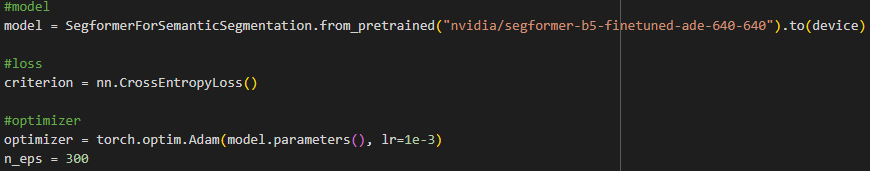 #model
model = SegformerForSemanticSegmentation.from_pretrained("nvidia/segformer-b5-finetuned-ade-640-640").to(device)
#loss
criterion = nn.CrossEntropyLoss()
#optimizer
optimizer = torch.optim.Adam(model.parameters(), lr=1e-3)
n_eps = 300